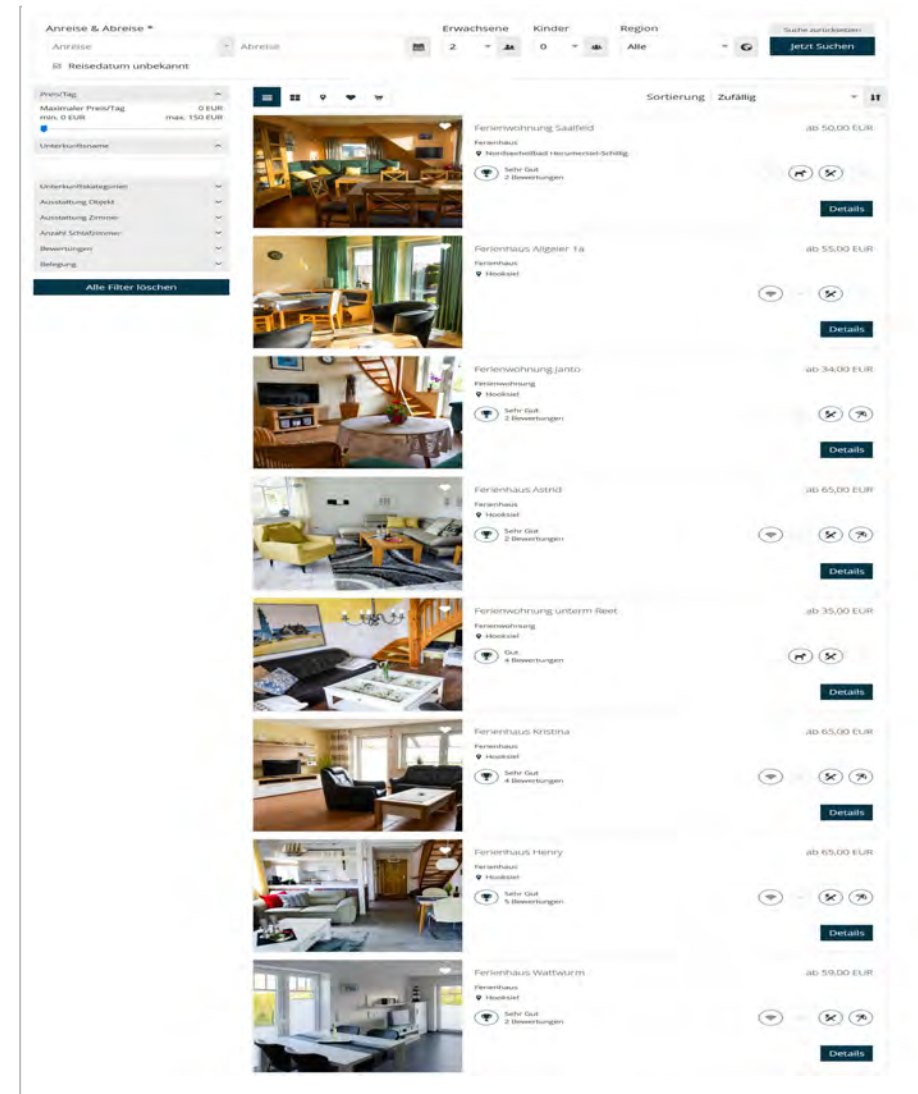 Anreise & Abreise *
Erwachsene
Kinder
Region
Suche zurücksetzen
Anreise
Abreise
2
0
Alle
Jetzt Suchen
Reisedatum unbekannt
Preis/Tag
Maximaler Preis/Tag 0 EUR
min. 0 EUR max. 150 EUR
Unterkunftsname
Unterkunftskategorien
Ausstattung Objekt
Ausstattung Zimmer
Anzahl Schlafzimmer
Bewertungen
Belegung
Alle Filter löschen
Sortierung Zufällig
Ferienwohnung Saalfeld ab 50,00 EUR
Ferienhaus
Nordseeheilbad Horumersiel-Schillig
Sehr Gut
2 Bewertungen
Details
Ferienhaus Allgeier 1a ab 55,00 EUR
Ferienhaus
Hooksiel
Details
Ferienwohnung Janto ab 34,00 EUR
Ferienwohnung
Hooksiel
Sehr Gut
2 Bewertungen
Details
Ferienhaus Astrid ab 65,00 EUR
Ferienhaus
Hooksiel
Sehr Gut
2 Bewertungen
Details
Ferienwohnung unterm Reet ab 35,00 EUR
Ferienwohnung
Hooksiel
Gut
4 Bewertungen
Details
Ferienhaus Kristina ab 65,00 EUR
Ferienhaus
Hooksiel
Sehr Gut
4 Bewertungen
Details
Ferienhaus Henry ab 65,00 EUR
Ferienhaus
Hooksiel
Sehr Gut
5 Bewertungen
Details
Ferienhaus Wattwurm ab 59,00 EUR
Ferienhaus
Hooksiel
Sehr Gut
2 Bewertungen
Details